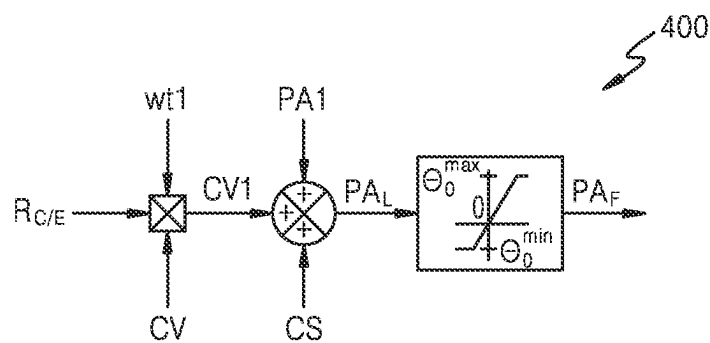 400
wt1
PA1
R_C/E
CV1
+
+
+
PA_L
Θ_0^max
0
Θ_0^min
PA_F
CV
CS